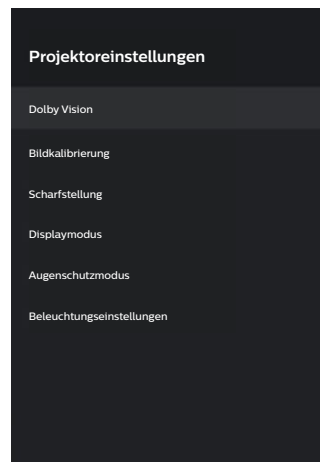 Projektoreinstellungen
Dolby Vision
Bildkalibrierung
Scharfstellung
Displaymodus
Augenschutzmodus
Beleuchtungseinstellungen